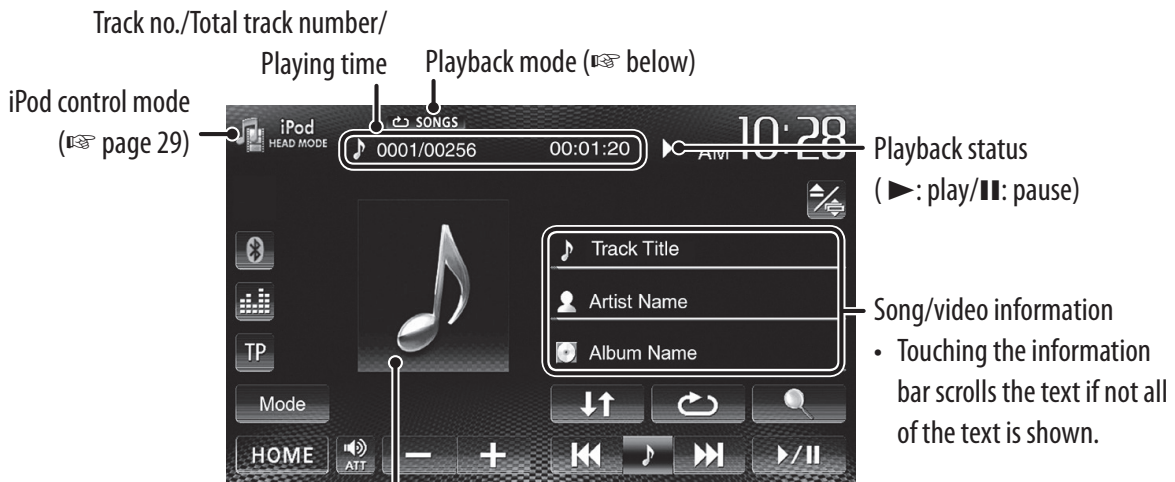 Track no./Total track number/
Playing time
Playback mode (☞ below)
iPod control mode
(☞ page 29)
iPod
HEAD MODE
SONGS
0001/00256 00:01:20
AM 10:28
Playback status
( ►: play/❚❚: pause)
TP
Track Title
Artist Name
Album Name
Song/video information
• Touching the information
bar scrolls the text if not all
of the text is shown.
Mode
HOME
ATT